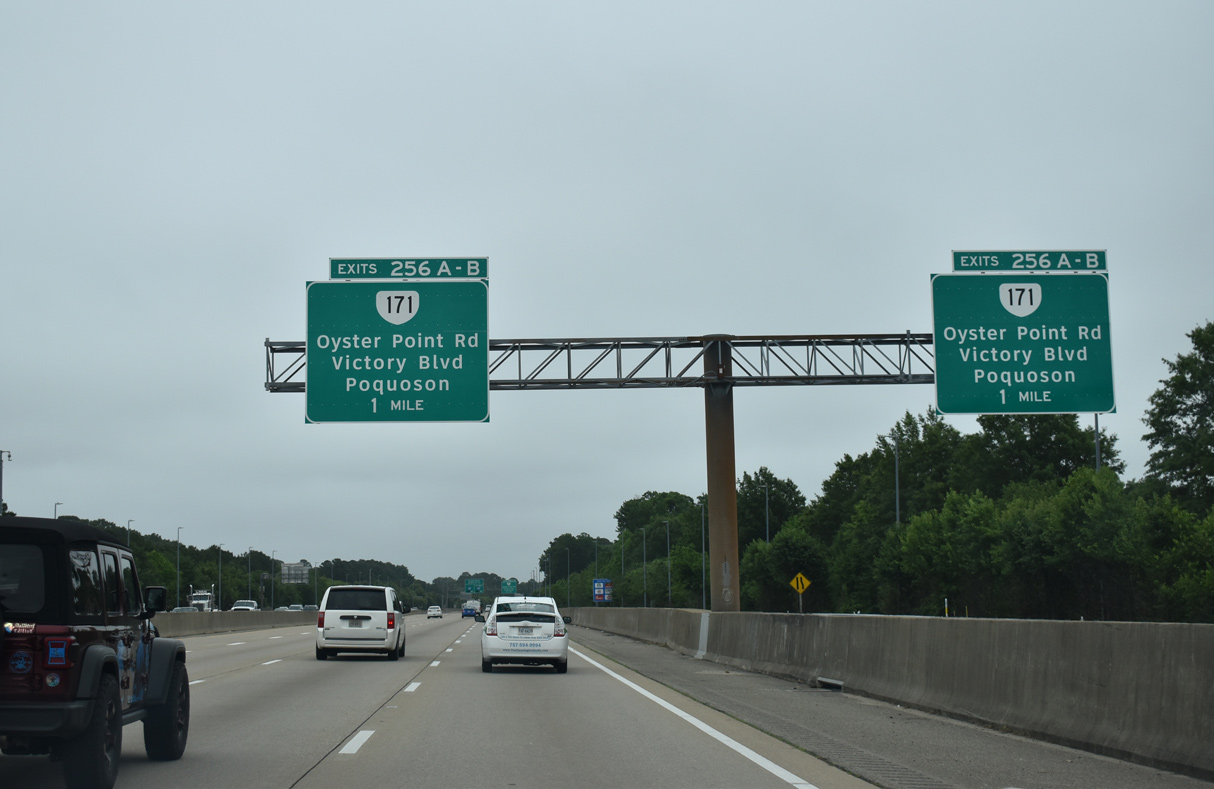 EXITS 256 A-B
171
Oyster Point Rd
Victory Blvd
Poquoson
1 MILE
EXITS 256 A-B
171
Oyster Point Rd
Victory Blvd
Poquoson
1 MILE